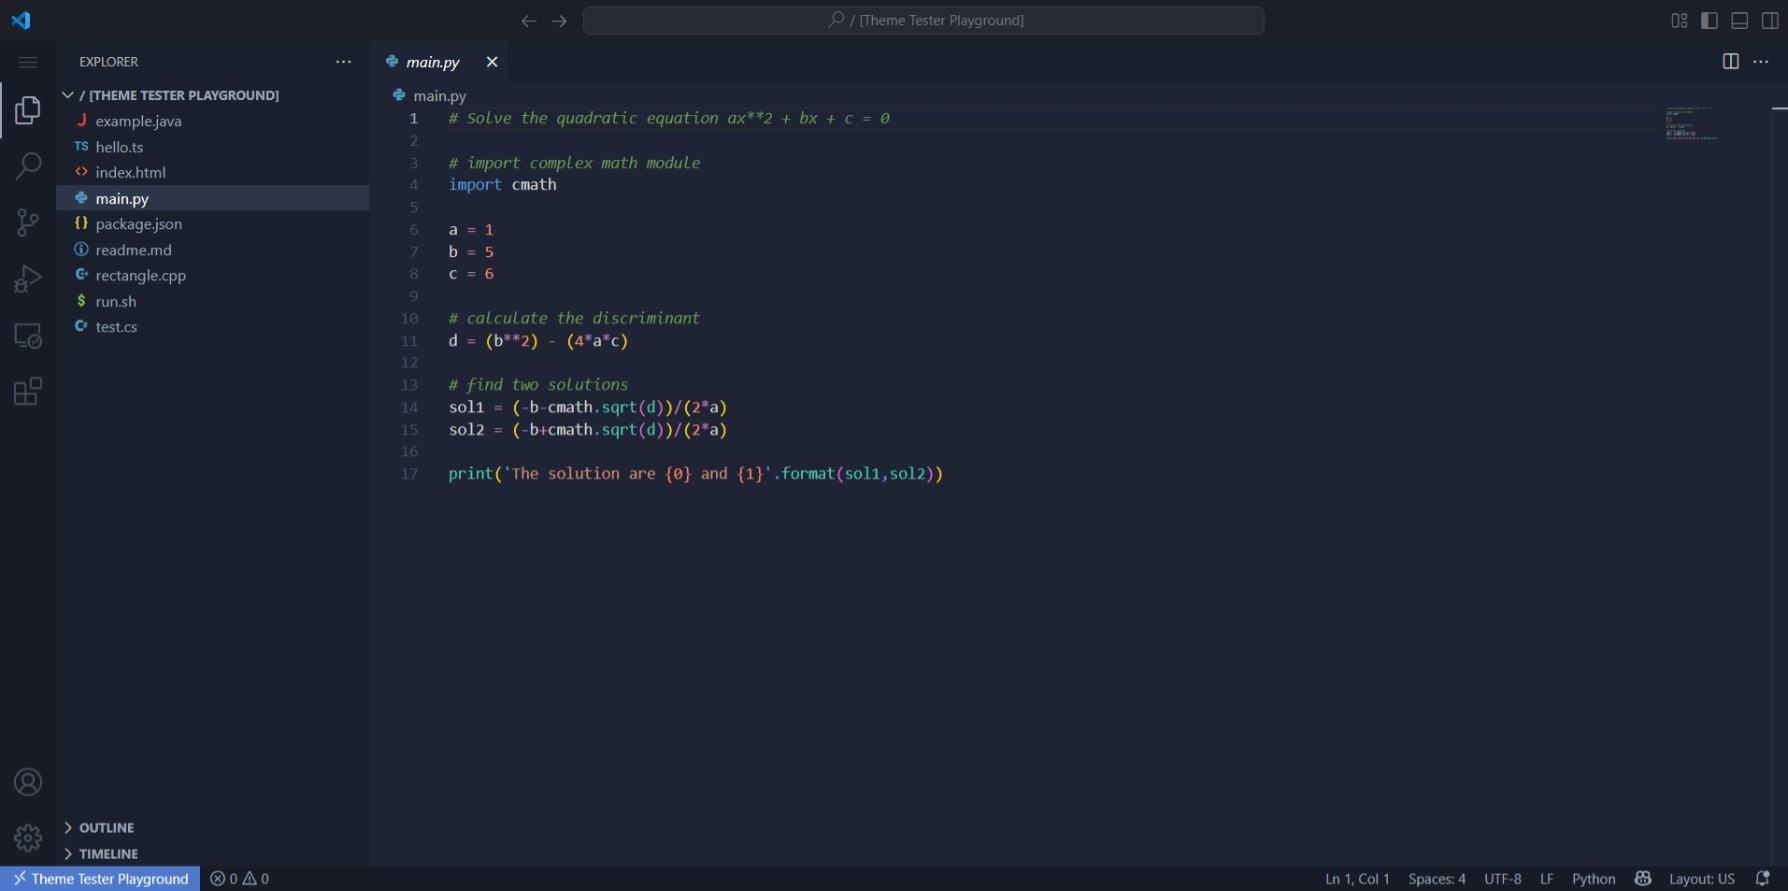 / [Theme Tester Playground]
EXPLORER
/ [THEME TESTER PLAYGROUND]
J example.java
TS hello.ts
<> index.html
main.py
{} package.json
readme.md
rectangle.cpp
$ run.sh
C# test.cs
OUTLINE
TIMELINE
main.py
main.py
1 # Solve the quadratic equation ax**2 + bx + c = 0
2
3 # import complex math module
4 import cmath
5
6 a = 1
7 b = 5
8 c = 6
9
10 # calculate the discriminant
11 d = (b**2) - (4*a*c)
12
13 # find two solutions
14 sol1 = (-b-cmath.sqrt(d))/(2*a)
15 sol2 = (-b+cmath.sqrt(d))/(2*a)
16
17 print('The solution are {0} and {1}'.format(sol1,sol2))
Theme Tester Playground 0 0 Ln 1, Col 1 Spaces: 4 UTF-8 LF Python Layout: US